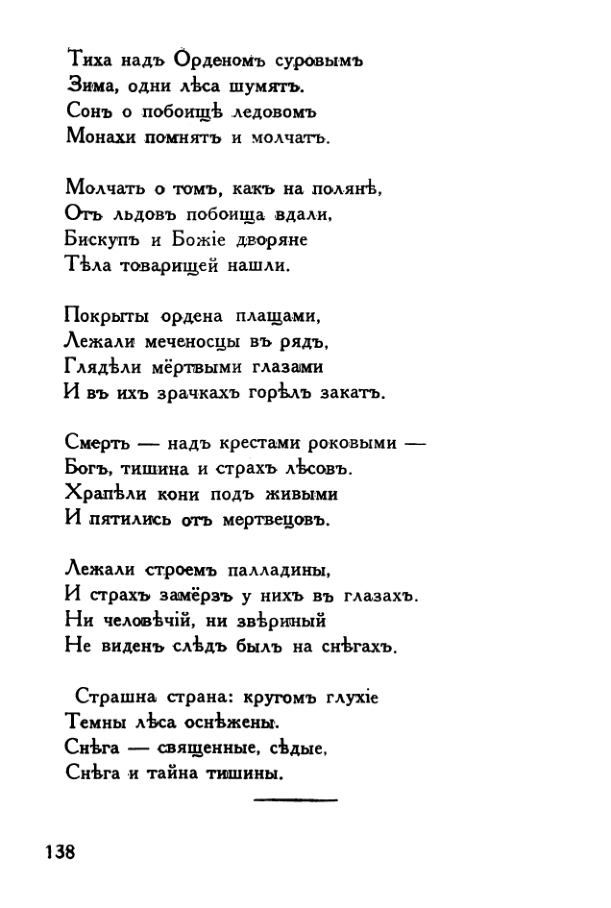 Тиха надъ Орденомъ суровымъ
Зима, одни лѣса шумятъ.
Сонъ о побоищѣ ледовомъ
Монахи помнятъ и молчатъ.
Молчать о томъ, какъ на полянѣ,
Отъ льдовъ побоища вдали,
Бискупъ и Божіе дворяне
Тѣла товарищей нашли.
Покрыты ордена плащами,
Лежали меченосцы въ рядъ,
Глядѣли мёртвыми глазами
И въ ихъ зрачкахъ горѣлъ закатъ.
Смерть — надъ крестами роковыми —
Богъ, тишина и страхъ лѣсовъ.
Храпѣли кони подъ живыми
И пятились отъ мертвецовъ.
Лежали строемъ палладины,
И страхъ замёрзъ у нихъ въ глазахъ.
Ни человѣчій, ни звѣриный
Не виденъ слѣдъ былъ на снѣгахъ.
Страшна страна: кругомъ глухіе
Темны лѣса оснѣжены.
Снѣга — священные, сѣдые,
Снѣга и тайна тишины.
138